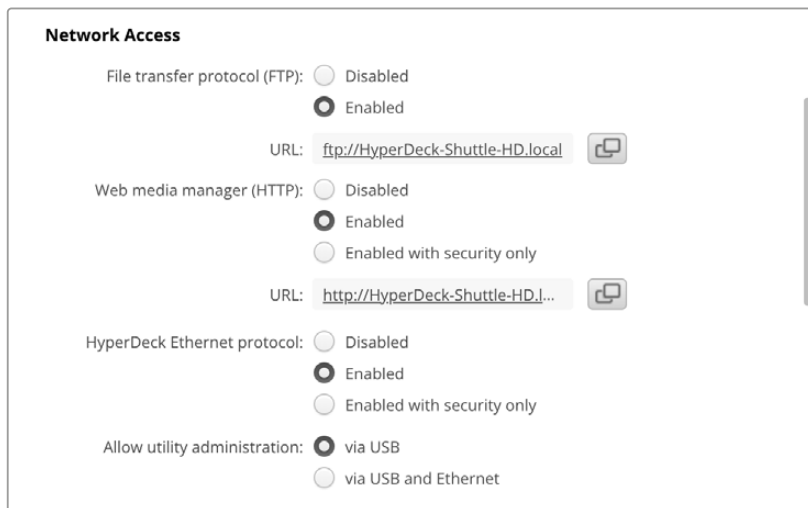 Network Access
File transfer protocol (FTP): Disabled
Enabled
URL: ftp://HyperDeck-Shuttle-HD.local
Web media manager (HTTP): Disabled
Enabled
Enabled with security only
URL: http://HyperDeck-Shuttle-HD.l...
HyperDeck Ethernet protocol: Disabled
Enabled
Enabled with security only
Allow utility administration: via USB
via USB and Ethernet